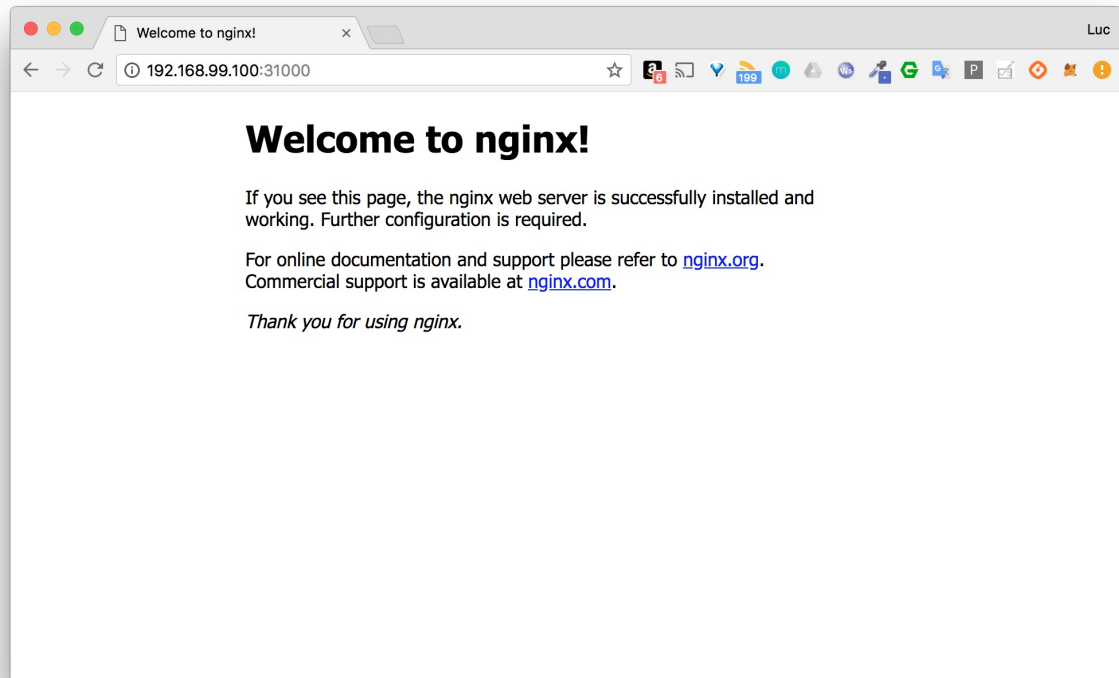 Welcome to nginx!
Luc
192.168.99.100:31000
6
199
m
G
P
Welcome to nginx!
If you see this page, the nginx web server is successfully installed and
working. Further configuration is required.
For online documentation and support please refer to nginx.org.
Commercial support is available at nginx.com.
Thank you for using nginx.